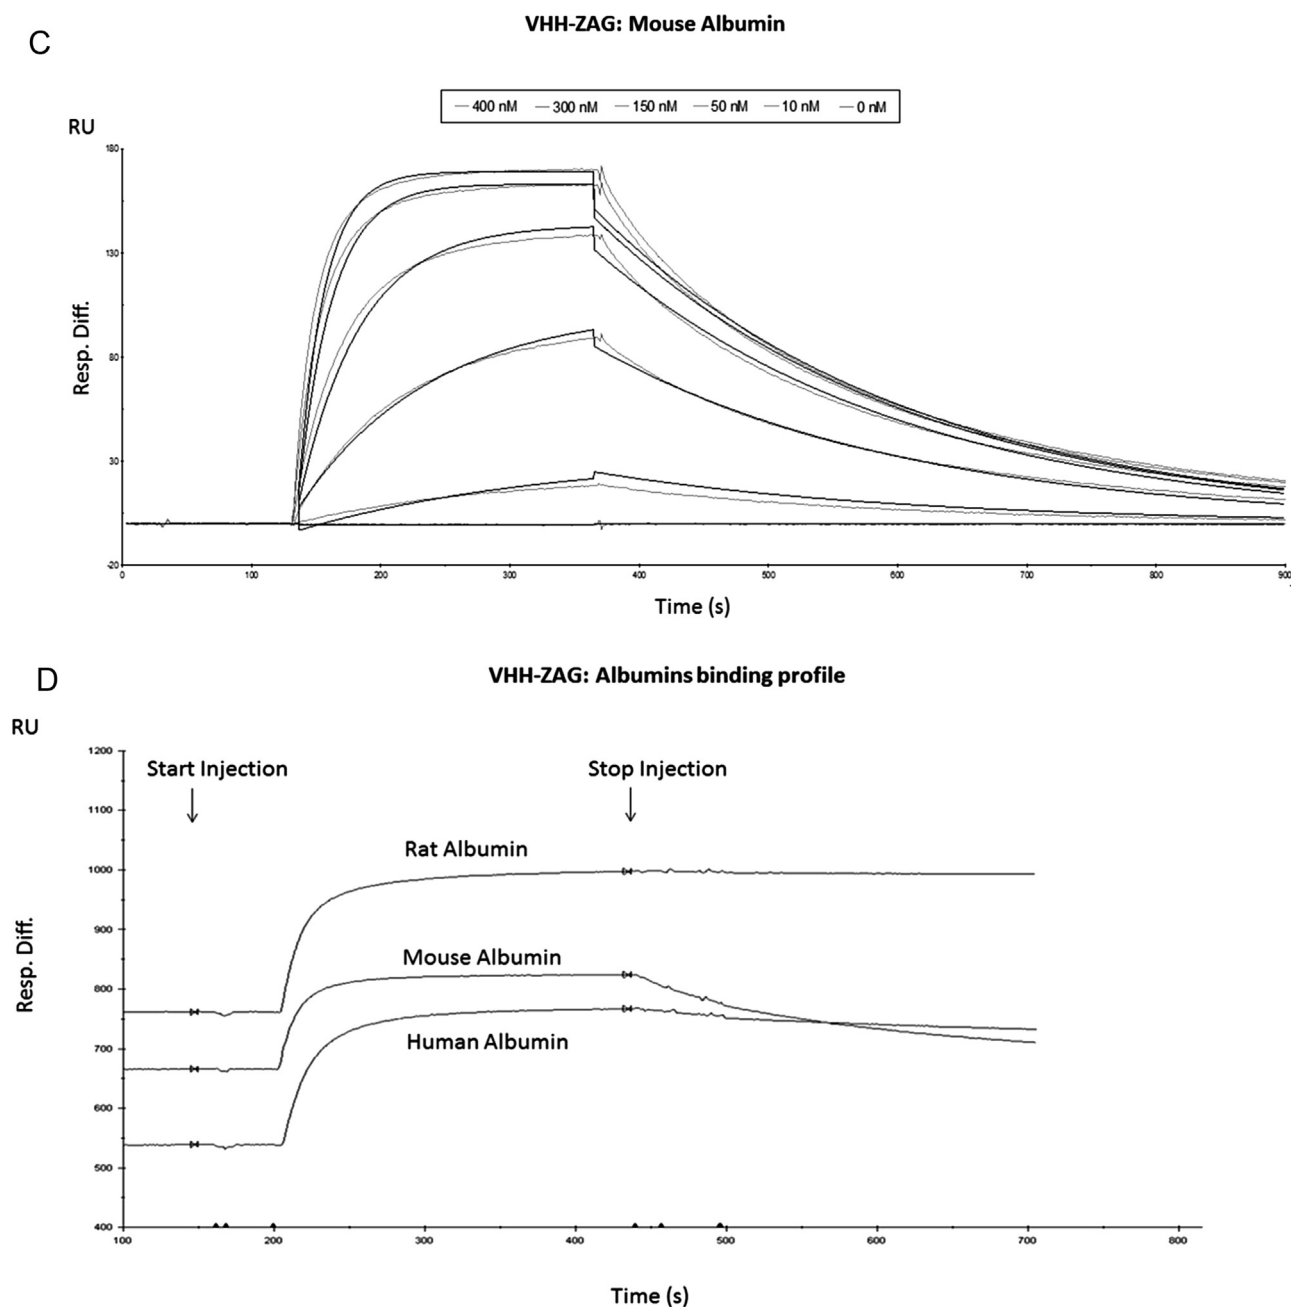 C
VHH-ZAG: Mouse Albumin
400 nM 300 nM 150 nM 50 nM 10 nM 0 nM
RU
180
130
80
30
-20
Resp. Diff.
0 100 200 300 400 500 600 700 800 900
Time (s)
D
VHH-ZAG: Albumins binding profile
RU
1200
1100
1000
900
800
700
600
500
400
Resp. Diff.
Start Injection
Stop Injection
Rat Albumin
Mouse Albumin
Human Albumin
100 200 300 400 500 600 700 800
Time (s)